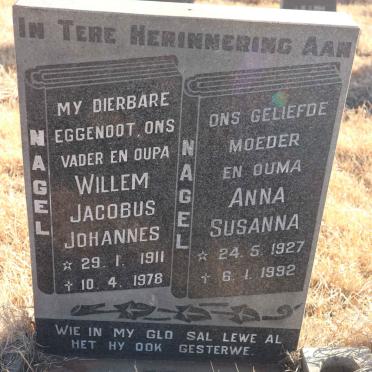 In Tere Herinnering Aan
NAGEL
My Dierbare
Eggenoot, Ons
Vader en Oupa
Willem
Jacobus
Johannes
☆ 29. 1. 1911
† 10. 4. 1978
NAGEL
Ons Geliefde
Moeder
en Ouma
Anna
Susanna
☆ 24. 5. 1927
† 6. 1. 1992
Wie in My glo sal lewe al
het hy ook gesterwe.